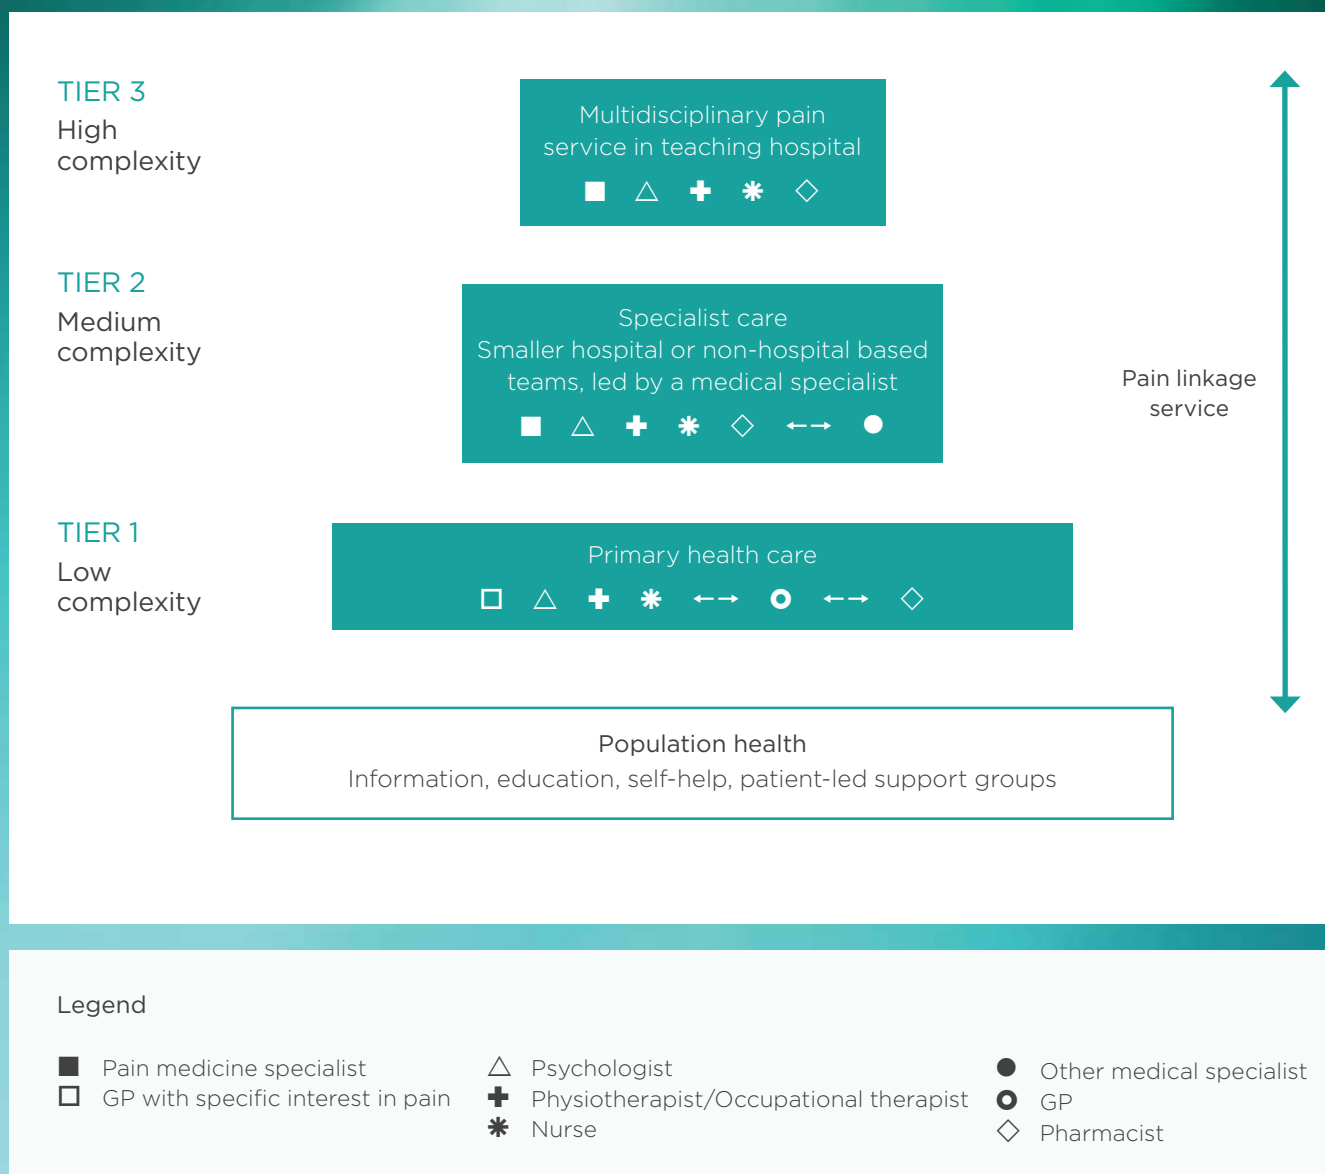 TIER 3
High
complexity
Multidisciplinary pain
service in teaching hospital
TIER 2
Medium
complexity
Specialist care
Smaller hospital or non-hospital based
teams, led by a medical specialist
Pain linkage
service
TIER 1
Low
complexity
Primary health care
Population health
Information, education, self-help, patient-led support groups
Legend
Pain medicine specialist
GP with specific interest in pain
Psychologist
Physiotherapist/Occupational therapist
Nurse
Other medical specialist
GP
Pharmacist